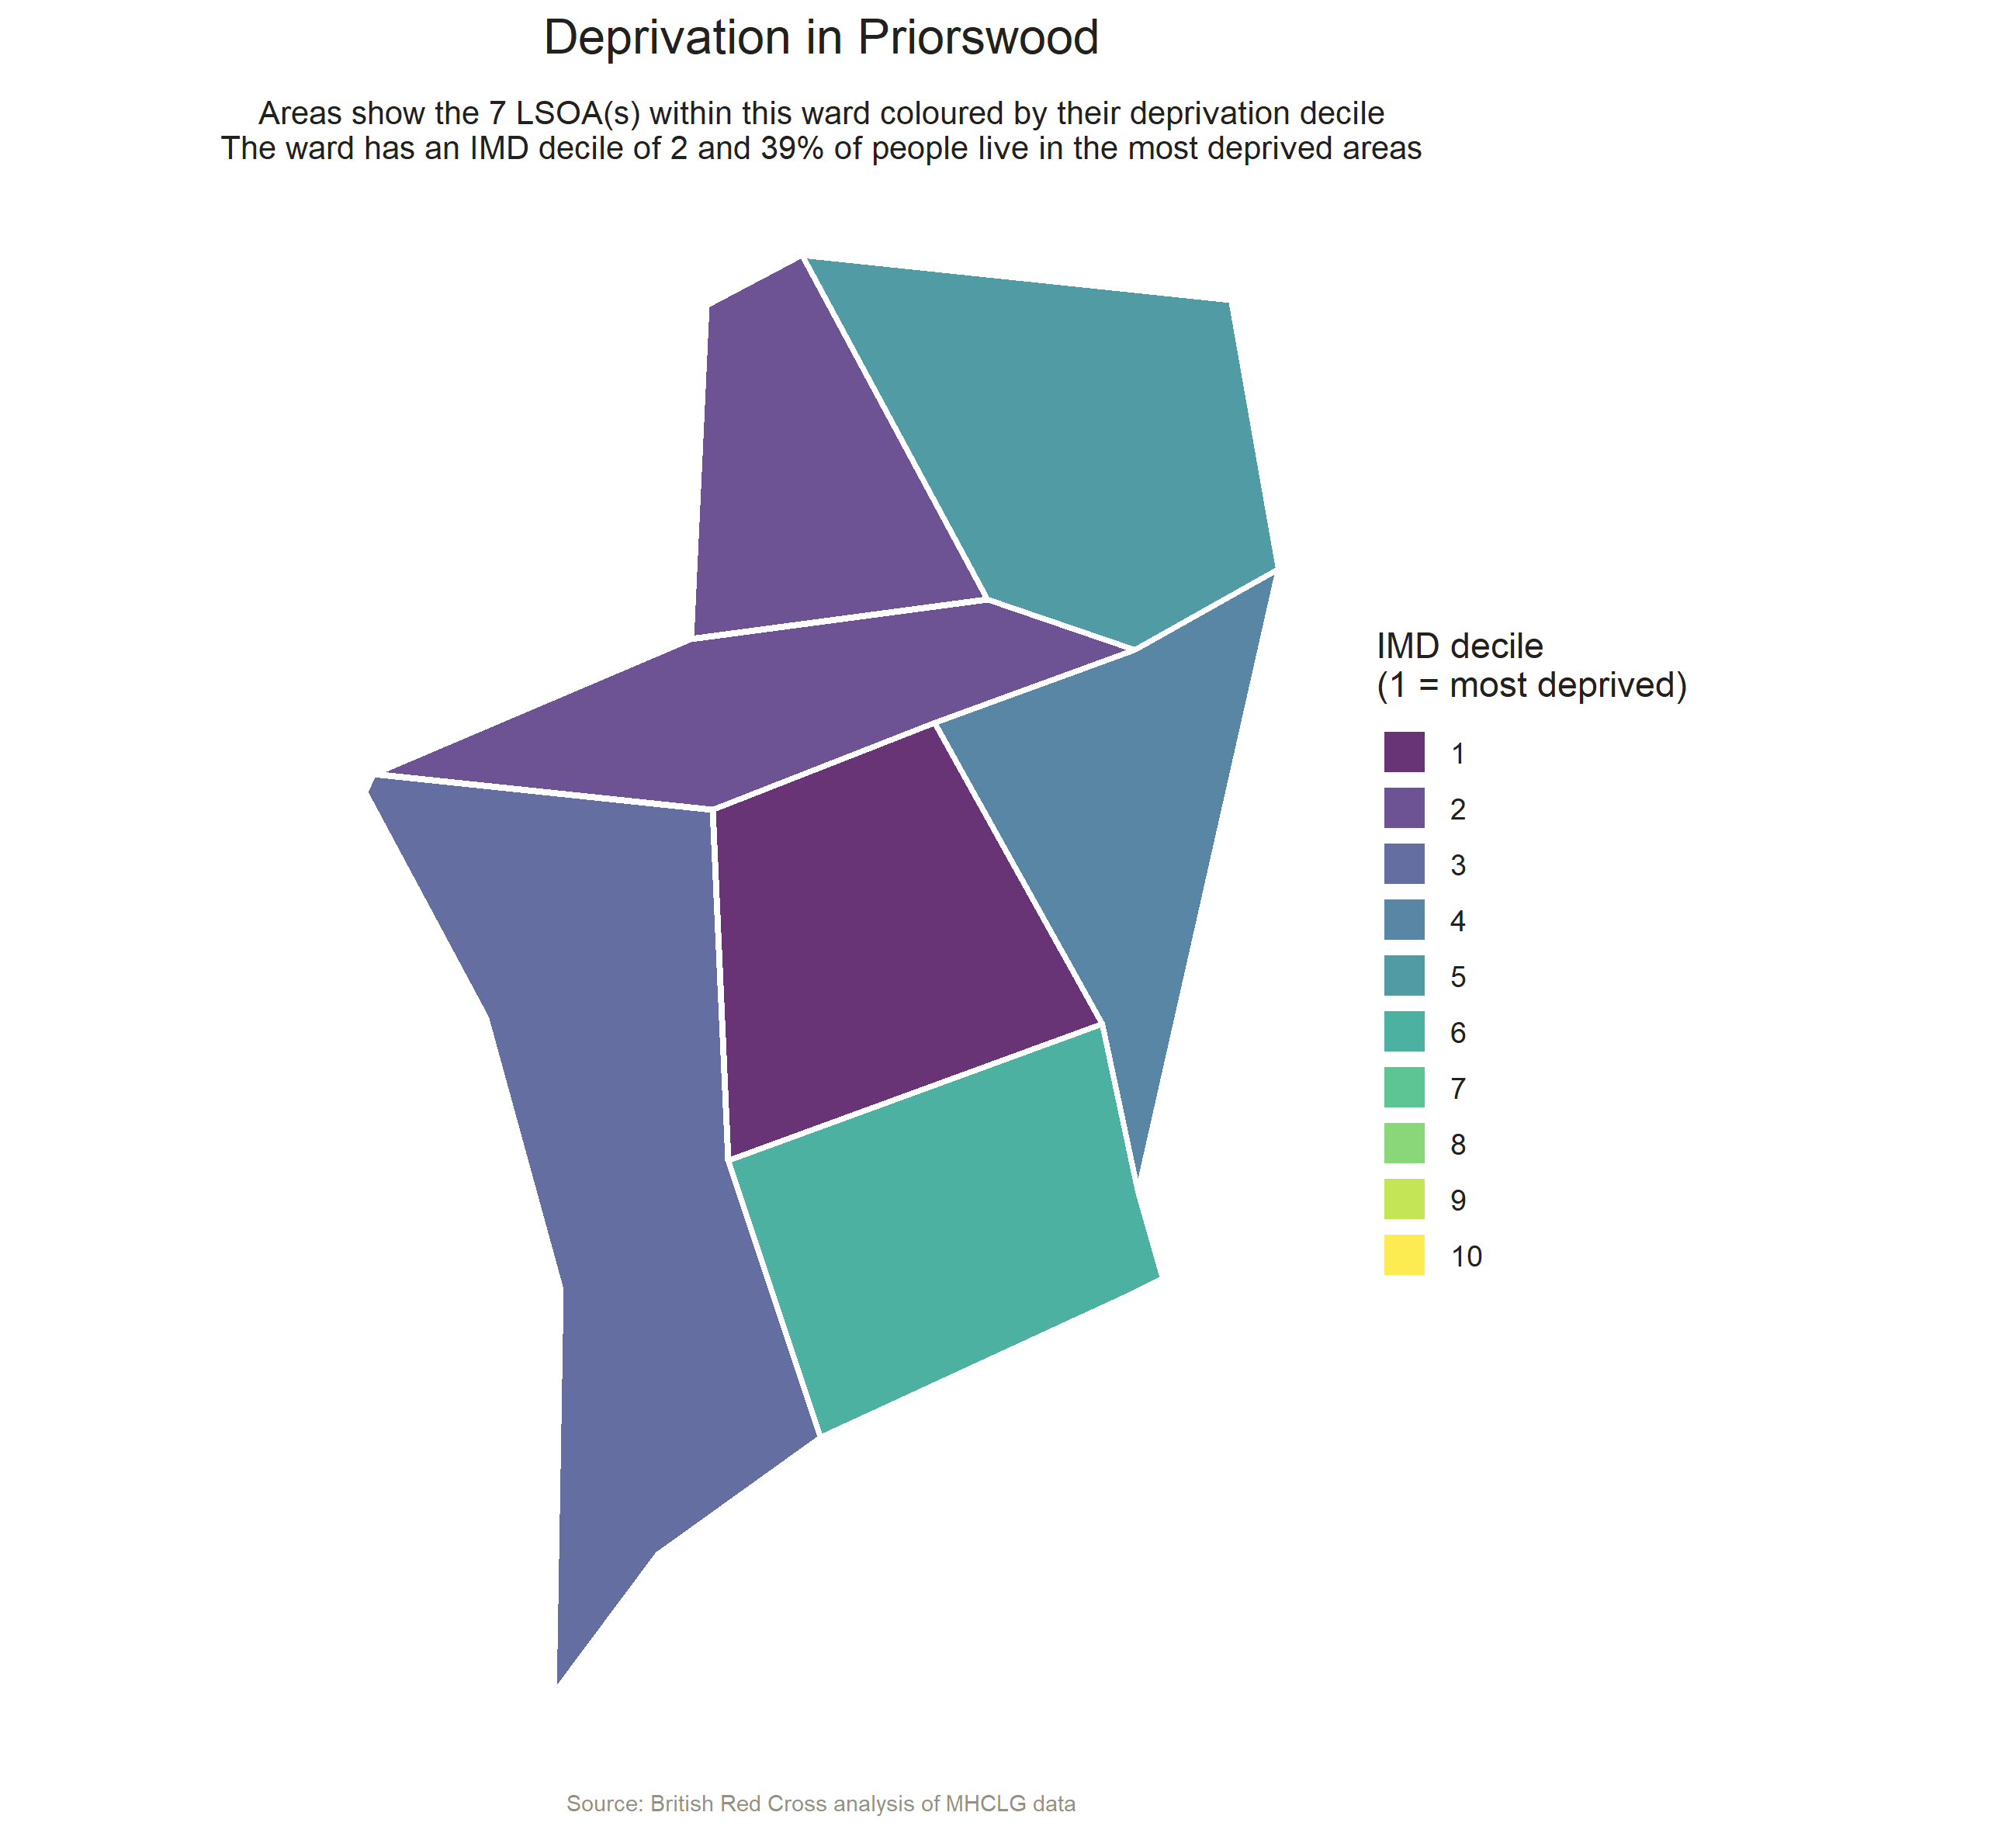 Deprivation in Priorswood
Areas show the 7 LSOA(s) within this ward coloured by their deprivation decile
The ward has an IMD decile of 2 and 39% of people live in the most deprived areas
IMD decile
(1 = most deprived)
1
2
3
4
5
6
7
8
9
10
Source: British Red Cross analysis of MHCLG data